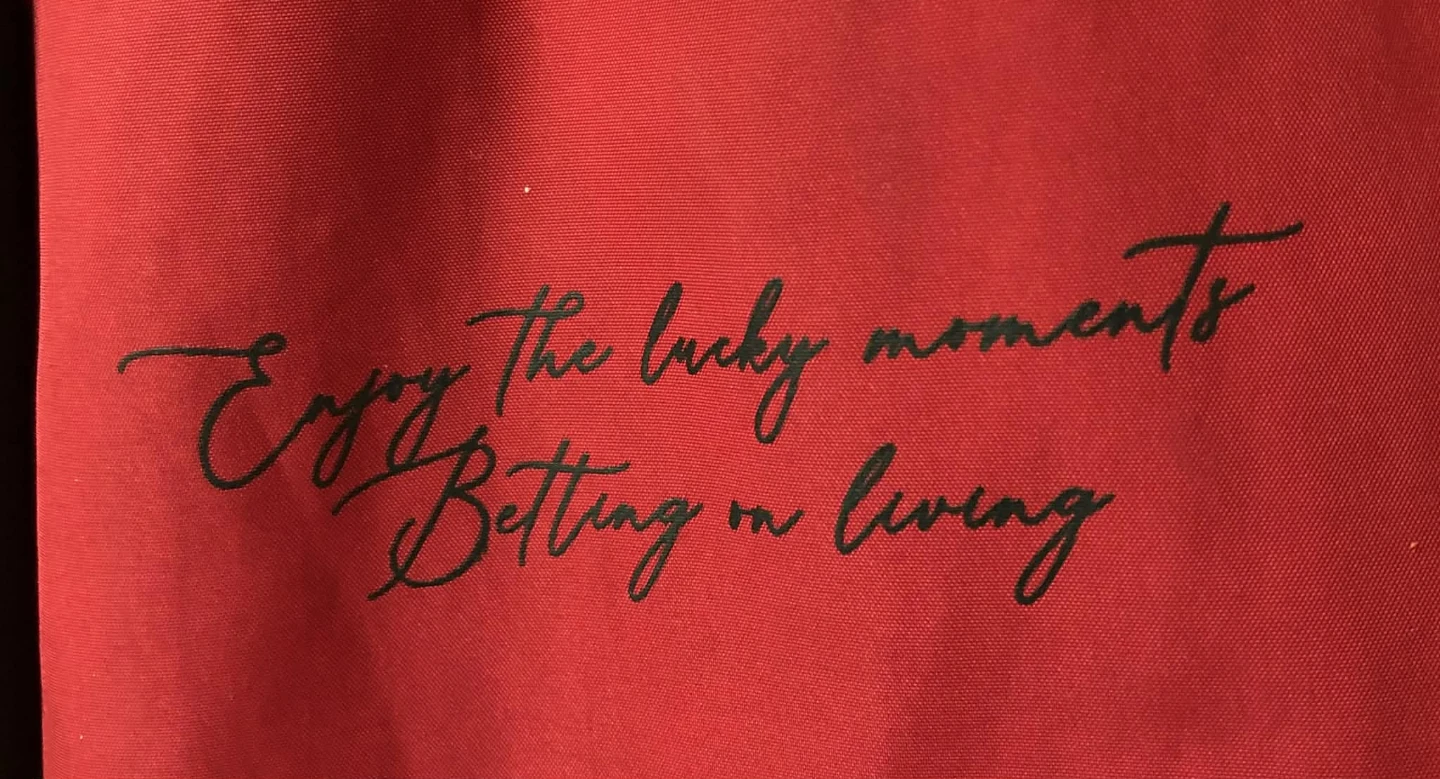 Enjoy the lucky moments
Betting on living